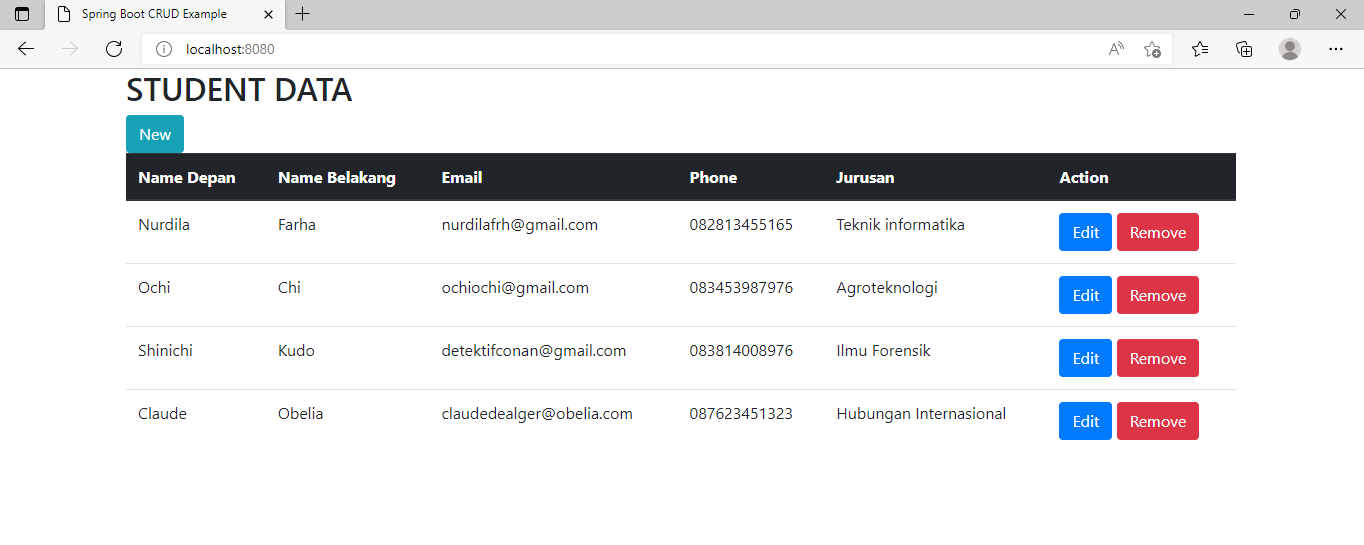 Spring Boot CRUD Example
localhost:8080
STUDENT DATA
New
Name Depan Name Belakang Email Phone Jurusan Action
Nurdila Farha nurdilafrh@gmail.com 082813455165 Teknik informatika Edit Remove
Ochi Chi ochiochi@gmail.com 083453987976 Agroteknologi Edit Remove
Shinichi Kudo detektifconan@gmail.com 083814008976 Ilmu Forensik Edit Remove
Claude Obelia claudedealger@obelia.com 087623451323 Hubungan Internasional Edit Remove